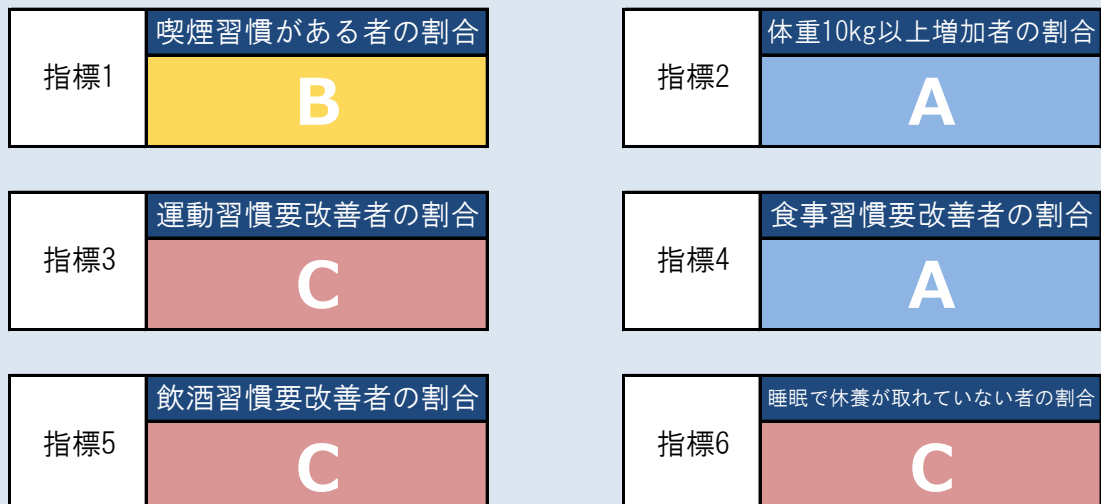 指標1
喫煙習慣がある者の割合
B
指標2
体重10kg以上増加者の割合
A
指標3
運動習慣要改善者の割合
C
指標4
食事習慣要改善者の割合
A
指標5
飲酒習慣要改善者の割合
C
指標6
睡眠で休養が取れていない者の割合
C